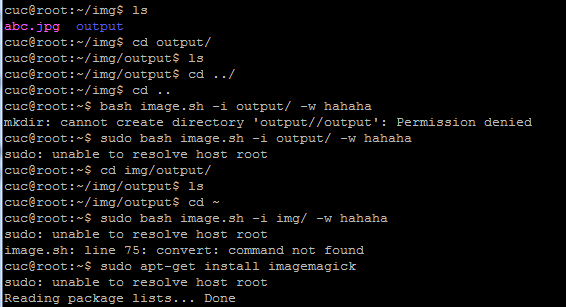 cuc@root:~/img$ ls
abc.jpg  output
cuc@root:~/img$ cd output/
cuc@root:~/img/output$ ls
cuc@root:~/img/output$ cd ../
cuc@root:~/img$ cd ..
cuc@root:~$ bash image.sh -i output/ -w hahaha
mkdir: cannot create directory 'output//output': Permission denied
cuc@root:~$ sudo bash image.sh -i output/ -w hahaha
sudo: unable to resolve host root
cuc@root:~$ cd img/output/
cuc@root:~/img/output$ ls
cuc@root:~/img/output$ cd ~
cuc@root:~$ sudo bash image.sh -i img/ -w hahaha
sudo: unable to resolve host root
image.sh: line 75: convert: command not found
cuc@root:~$ sudo apt-get install imagemagick
sudo: unable to resolve host root
Reading package lists... Done